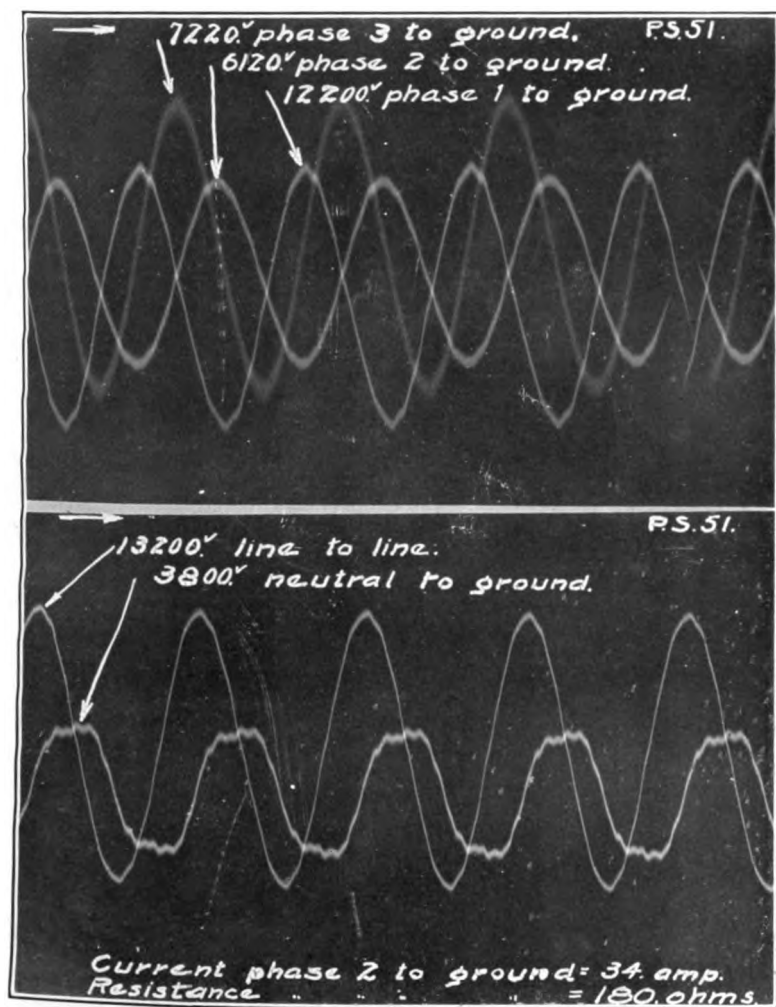 7220.ᵛ phase 3 to ground. P.S.51.
6120.ᵛ phase 2 to ground.
12200.ᵛ phase 1 to ground.
P.S.51.
13200.ᵛ line to line.
3800.ᵛ neutral to ground.
Current phase 2 to ground = 34. amp.
Resistance " " " " = 180 ohms.